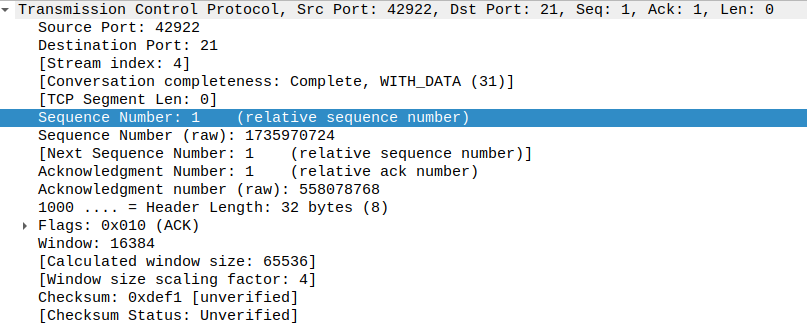 Transmission Control Protocol, Src Port: 42922, Dst Port: 21, Seq: 1, Ack: 1, Len: 0
Source Port: 42922
Destination Port: 21
[Stream index: 4]
[Conversation completeness: Complete, WITH_DATA (31)]
[TCP Segment Len: 0]
Sequence Number: 1    (relative sequence number)
Sequence Number (raw): 1735970724
[Next Sequence Number: 1    (relative sequence number)]
Acknowledgment Number: 1    (relative ack number)
Acknowledgment number (raw): 558078768
1000 .... = Header Length: 32 bytes (8)
Flags: 0x010 (ACK)
Window: 16384
[Calculated window size: 65536]
[Window size scaling factor: 4]
Checksum: 0xdef1 [unverified]
[Checksum Status: Unverified]